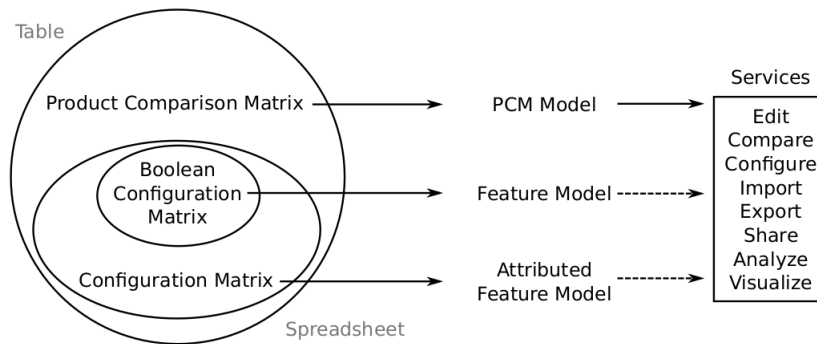 Table
Services
Product Comparison Matrix
PCM Model
Edit
Compare
Configure
Import
Export
Share
Analyze
Visualize
Boolean
Configuration
Matrix
Feature Model
Configuration Matrix
Attributed
Feature Model
Spreadsheet